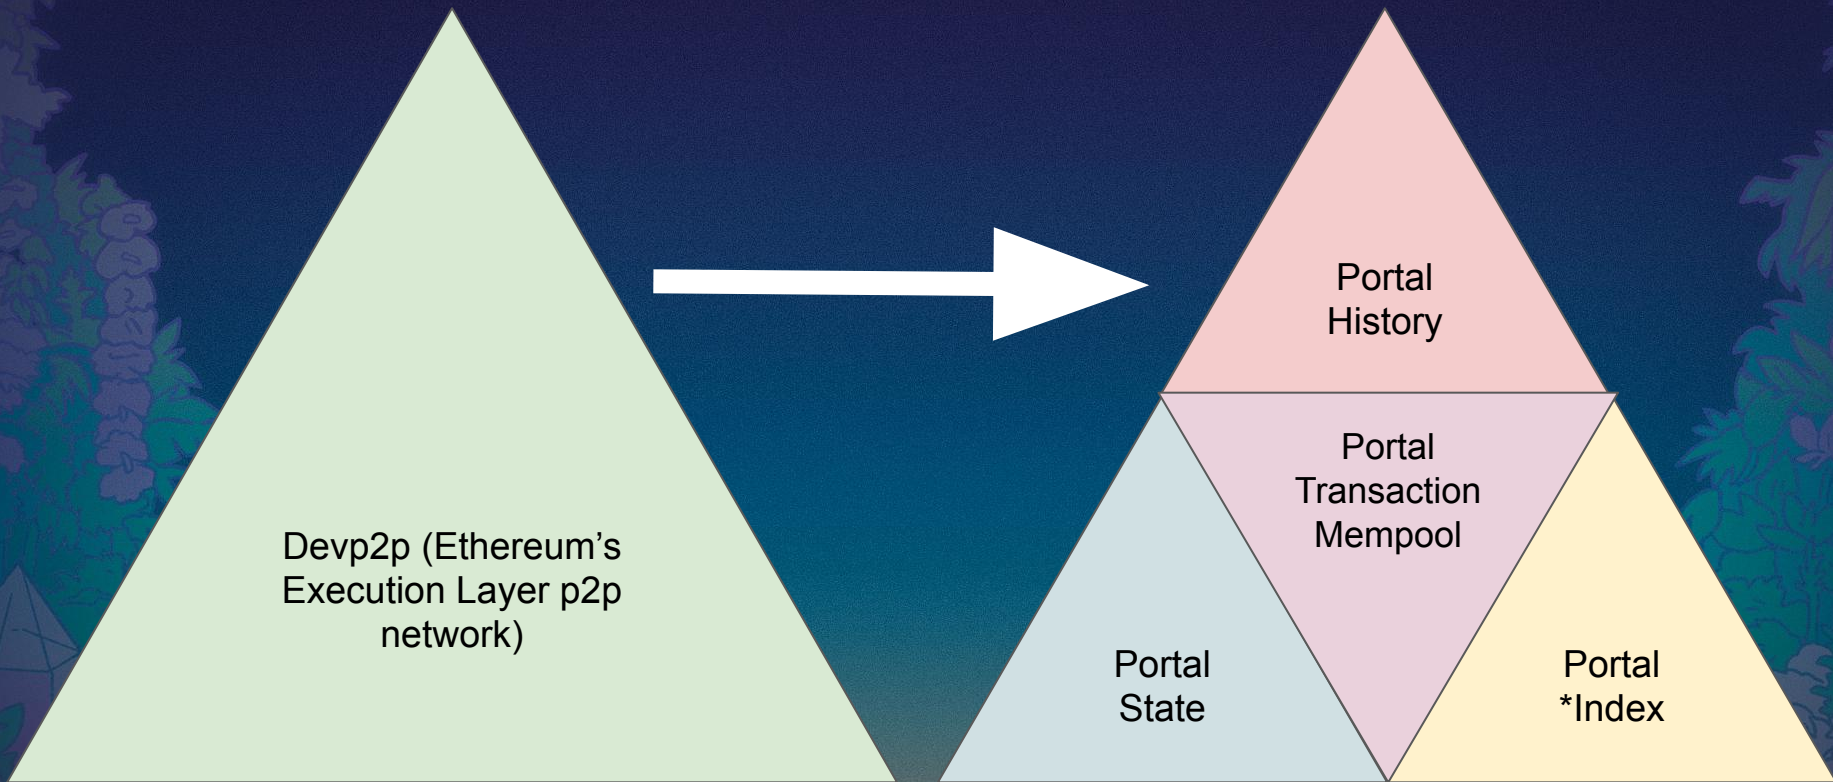 Devp2p (Ethereum’s
Execution Layer p2p
network)
Portal
History
Portal
Transaction
Mempool
Portal
State
Portal
*Index